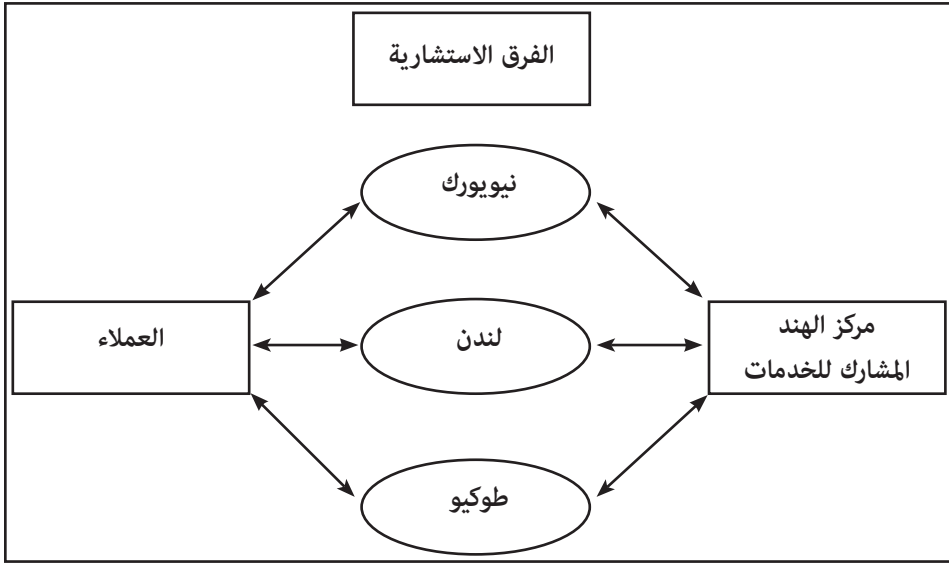 الفرق الاستشارية
نيويورك
مركز الهند
المشارك للخدمات
لندن
العملاء
طوكيو